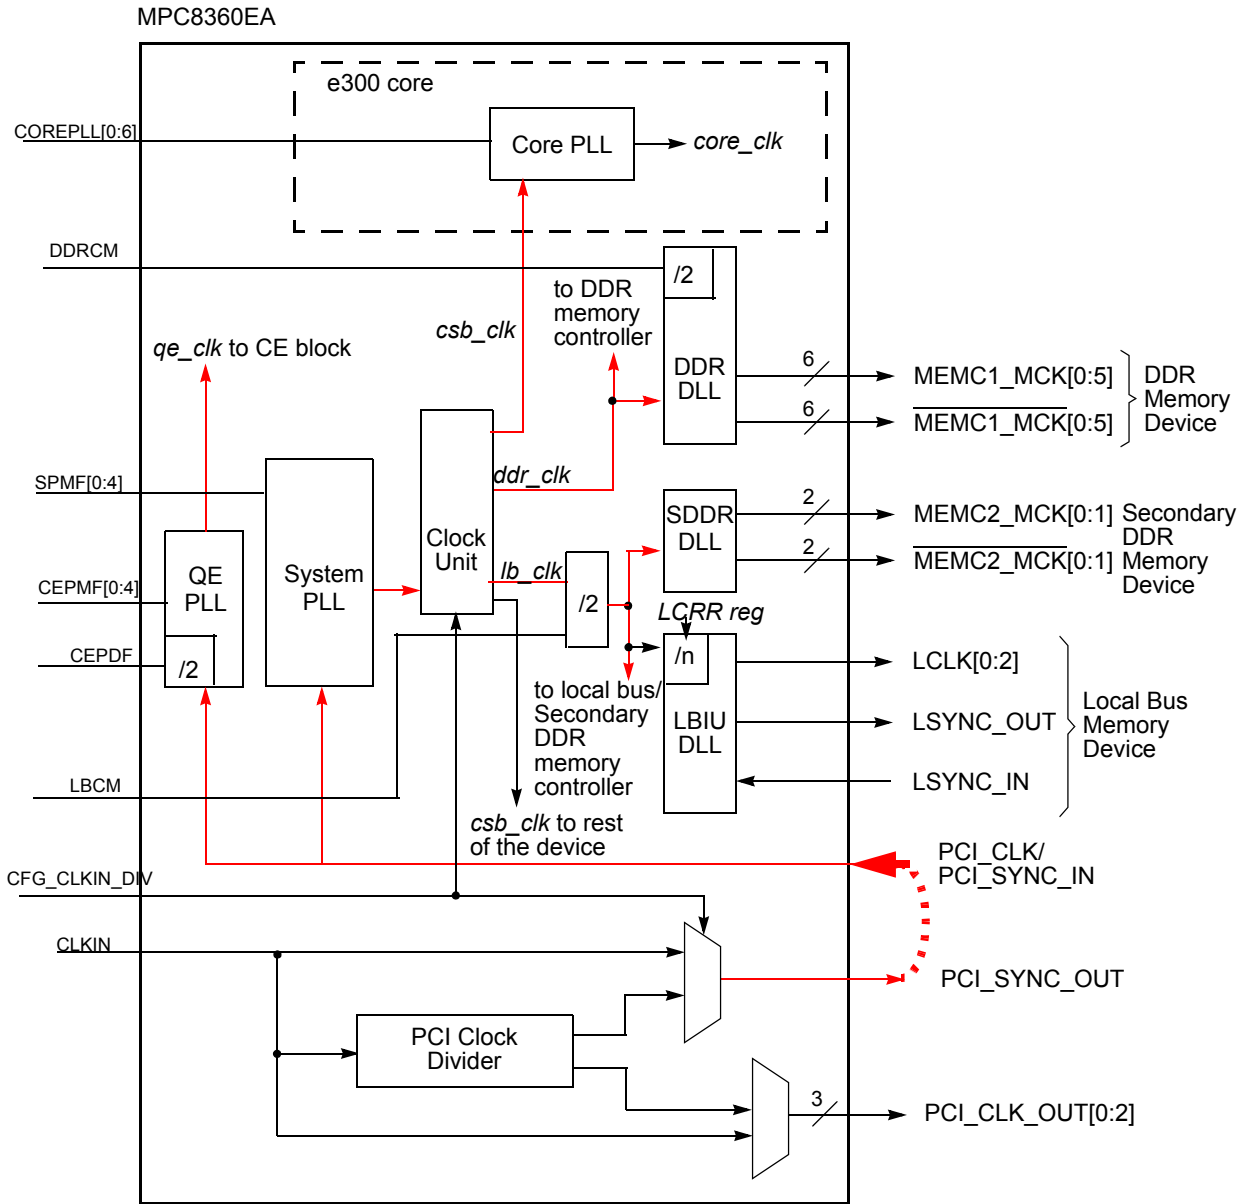 MPC8360EA
e300 core
COREPLL[0:6]
Core PLL
core_clk
DDRCM
/2
to DDR
memory
controller
csb_clk
qe_clk to CE block
DDR
DLL
6
MEMC1_MCK[0:5]
6
MEMC1_MCK[0:5]
DDR
Memory
Device
SPMF[0:4]
ddr_clk
Clock
Unit
SDDR
DLL
2
MEMC2_MCK[0:1]
2
MEMC2_MCK[0:1]
Secondary
DDR
Memory
Device
CEPMF[0:4]
QE
PLL
System
PLL
lb_clk
/2
LCRR reg
CEPDF
/2
/n
LCLK[0:2]
to local bus/
Secondary
DDR
memory
controller
LBIU
DLL
LSYNC_OUT
LSYNC_IN
Local Bus
Memory
Device
LBCM
csb_clk to rest
of the device
PCI_CLK/
PCI_SYNC_IN
CFG_CLKIN_DIV
CLKIN
PCI_SYNC_OUT
PCI Clock
Divider
3
PCI_CLK_OUT[0:2]